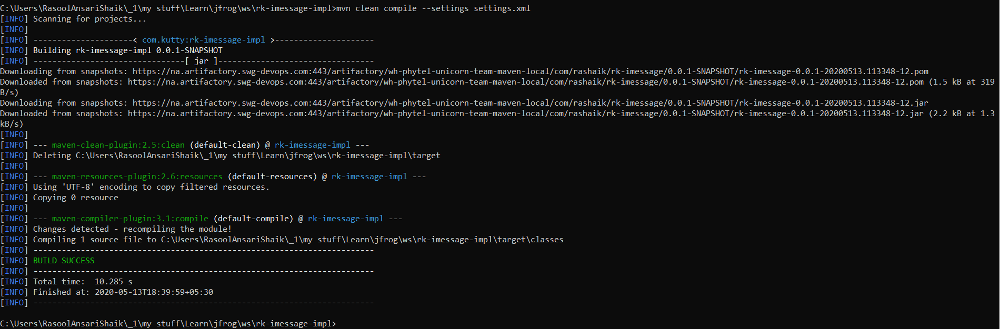 C:\Users\RasoolAnsariShaik\_1\my stuff\Learn\jfrog\ws\rk-imessage-impl>mvn clean compile --settings settings.xml
[INFO] Scanning for projects...
[INFO]
[INFO] ---------------------< com.kutty:rk-imessage-impl >---------------------
[INFO] Building rk-imessage-impl 0.0.1-SNAPSHOT
[INFO] --------------------------------[ jar ]---------------------------------
Downloading from snapshots: https://na.artifactory.swg-devops.com:443/artifactory/wh-phytel-unicorn-team-maven-local/com/rashaik/rk-imessage/0.0.1-SNAPSHOT/rk-imessage-0.0.1-20200513.113348-12.pom
Downloaded from snapshots: https://na.artifactory.swg-devops.com:443/artifactory/wh-phytel-unicorn-team-maven-local/com/rashaik/rk-imessage/0.0.1-SNAPSHOT/rk-imessage-0.0.1-20200513.113348-12.pom (1.5 kB at 319
B/s)
Downloading from snapshots: https://na.artifactory.swg-devops.com:443/artifactory/wh-phytel-unicorn-team-maven-local/com/rashaik/rk-imessage/0.0.1-SNAPSHOT/rk-imessage-0.0.1-20200513.113348-12.jar
Downloaded from snapshots: https://na.artifactory.swg-devops.com:443/artifactory/wh-phytel-unicorn-team-maven-local/com/rashaik/rk-imessage/0.0.1-SNAPSHOT/rk-imessage-0.0.1-20200513.113348-12.jar (2.2 kB at 1.3
kB/s)
[INFO]
[INFO] --- maven-clean-plugin:2.5:clean (default-clean) @ rk-imessage-impl ---
[INFO] Deleting C:\Users\RasoolAnsariShaik\_1\my stuff\Learn\jfrog\ws\rk-imessage-impl\target
[INFO]
[INFO] --- maven-resources-plugin:2.6:resources (default-resources) @ rk-imessage-impl ---
[INFO] Using 'UTF-8' encoding to copy filtered resources.
[INFO] Copying 0 resource
[INFO]
[INFO] --- maven-compiler-plugin:3.1:compile (default-compile) @ rk-imessage-impl ---
[INFO] Changes detected - recompiling the module!
[INFO] Compiling 1 source file to C:\Users\RasoolAnsariShaik\_1\my stuff\Learn\jfrog\ws\rk-imessage-impl\target\classes
[INFO] ------------------------------------------------------------------------
[INFO] BUILD SUCCESS
[INFO] ------------------------------------------------------------------------
[INFO] Total time:  10.285 s
[INFO] Finished at: 2020-05-13T18:39:59+05:30
[INFO] ------------------------------------------------------------------------
C:\Users\RasoolAnsariShaik\_1\my stuff\Learn\jfrog\ws\rk-imessage-impl>